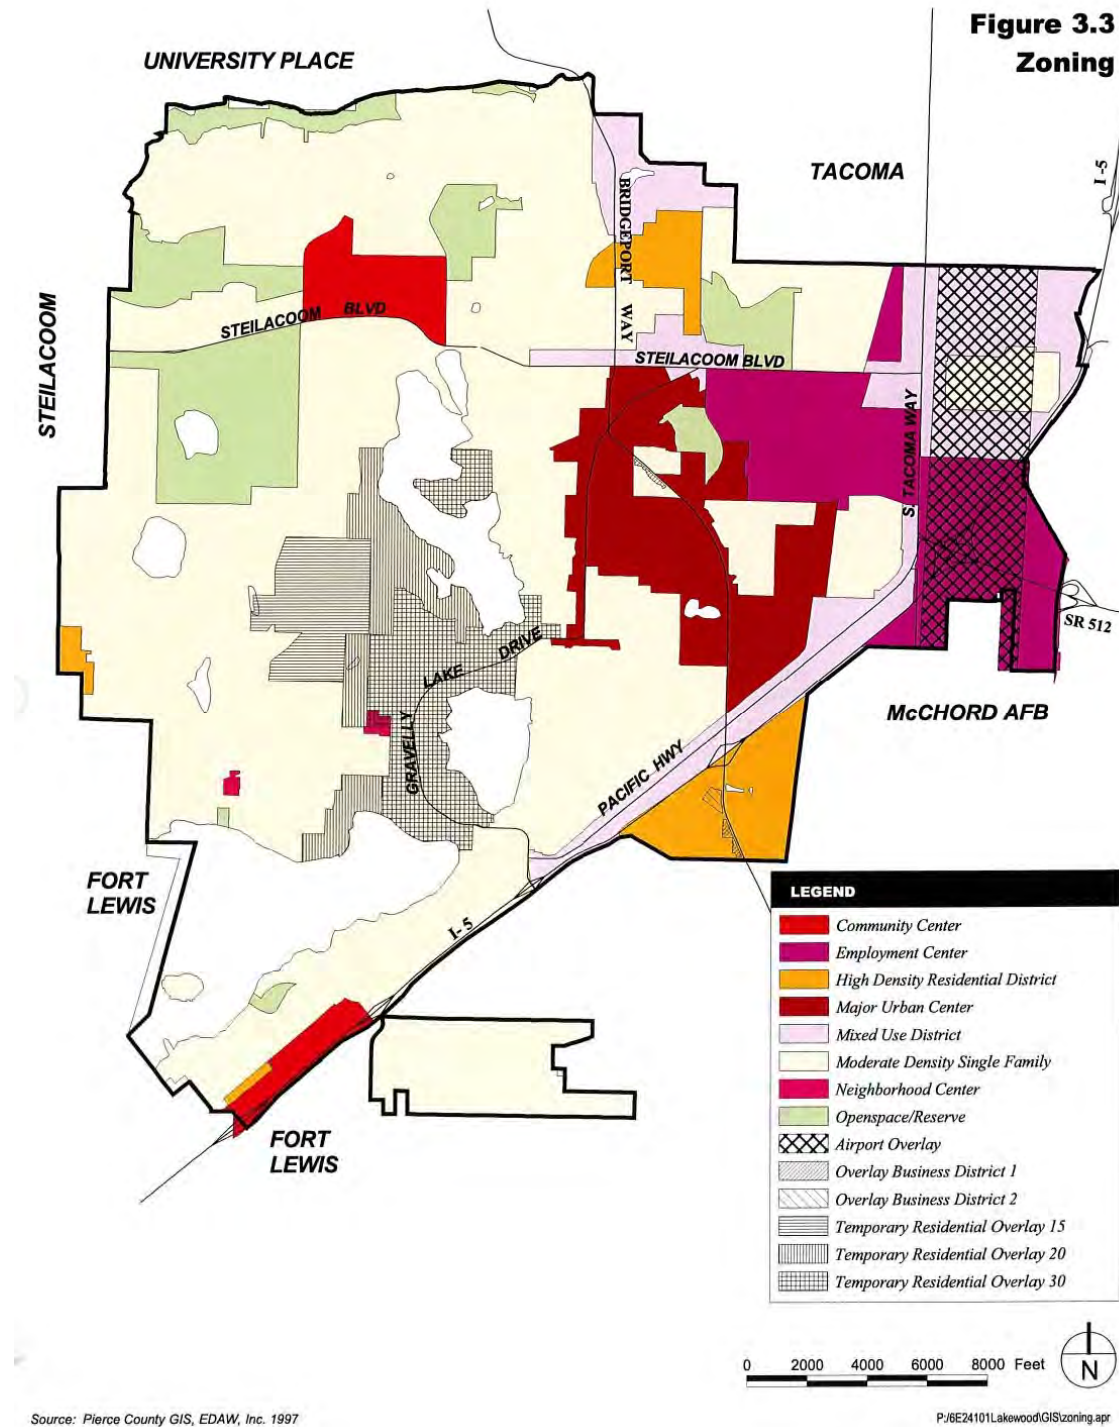 Figure 3.3
Zoning
UNIVERSITY PLACE
TACOMA
I-5
BRIDGEPORT WAY
STEILACOOM
STEILACOOM BLVD
STEILACOOM BLVD
S. TACOMA WAY
SR 512
LAKE DRIVE
GRAVELLY
McCHORD AFB
PACIFIC HWY
FORT
LEWIS
I-5
FORT
LEWIS
LEGEND
Community Center
Employment Center
High Density Residential District
Major Urban Center
Mixed Use District
Moderate Density Single Family
Neighborhood Center
Openspace/Reserve
Airport Overlay
Overlay Business District 1
Overlay Business District 2
Temporary Residential Overlay 15
Temporary Residential Overlay 20
Temporary Residential Overlay 30
0 2000 4000 6000 8000 Feet
N
Source: Pierce County GIS, EDAW, Inc. 1997
P:/6E24101Lakewood\GIS\zoning.apr